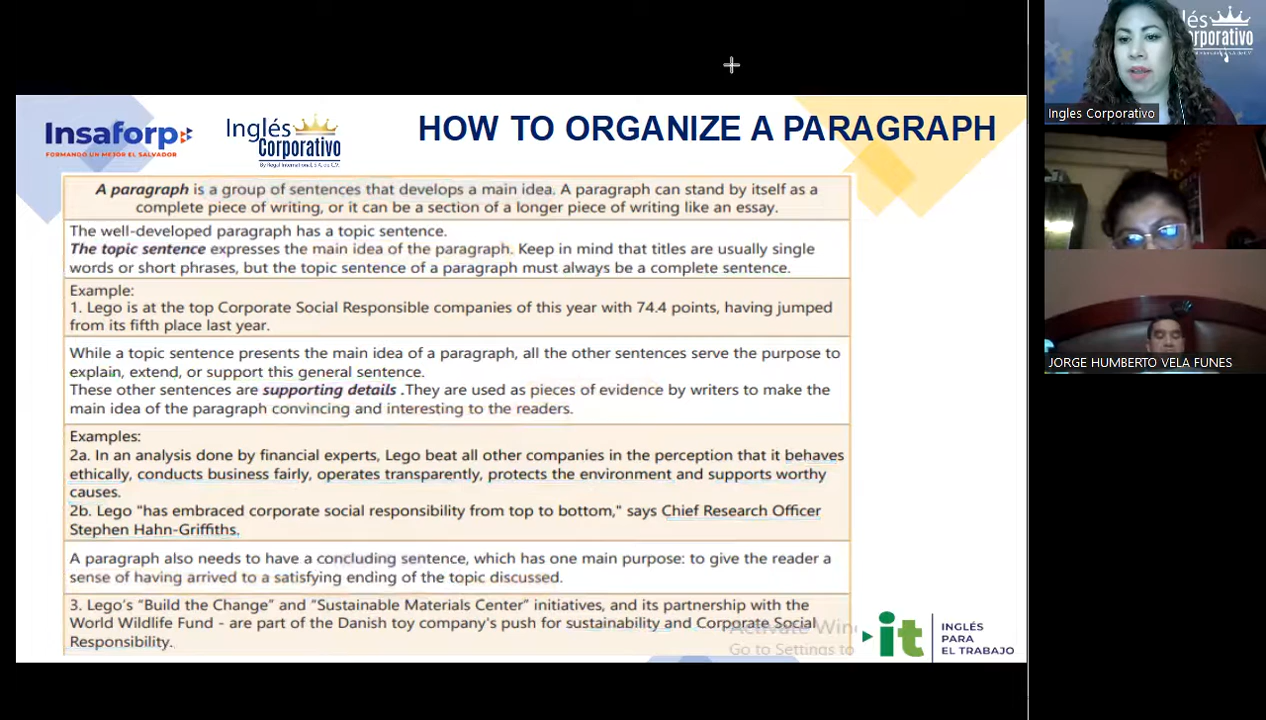 Insaforp
FORMANDO UN MEJOR EL SALVADOR
Inglés
Corporativo
HOW TO ORGANIZE A PARAGRAPH
A paragraph is a group of sentences that develops a main idea. A paragraph can stand by itself as a
complete piece of writing, or it can be a section of a longer piece of writing like an essay.
The well-developed paragraph has a topic sentence.
The topic sentence expresses the main idea of the paragraph. Keep in mind that titles are usually single
words or short phrases, but the topic sentence of a paragraph must always be a complete sentence.
Example:
1. Lego is at the top Corporate Social Responsible companies of this year with 74.4 points, having jumped
from its fifth place last year.
While a topic sentence presents the main idea of a paragraph, all the other sentences serve the purpose to
explain, extend, or support this general sentence.
These other sentences are supporting details .They are used as pieces of evidence by writers to make the
main idea of the paragraph convincing and interesting to the readers.
Examples:
2a. In an analysis done by financial experts, Lego beat all other companies in the perception that it behaves
ethically, conducts business fairly, operates transparently, protects the environment and supports worthy
causes.
2b. Lego "has embraced corporate social responsibility from top to bottom," says Chief Research Officer
Stephen Hahn-Griffiths.
A paragraph also needs to have a concluding sentence, which has one main purpose: to give the reader a
sense of having arrived to a satisfying ending of the topic discussed.
3. Lego's "Build the Change" and "Sustainable Materials Center" initiatives, and its partnership with the
World Wildlife Fund - are part of the Danish toy company's push for sustainability and Corporate Social
Responsibility.
Activate Win
Go to Settings to
it
INGLÉS
PARA
EL TRABAJO
lés
orporativo
Ingles Corporativo
JORGE HUMBERTO VELA FUNES